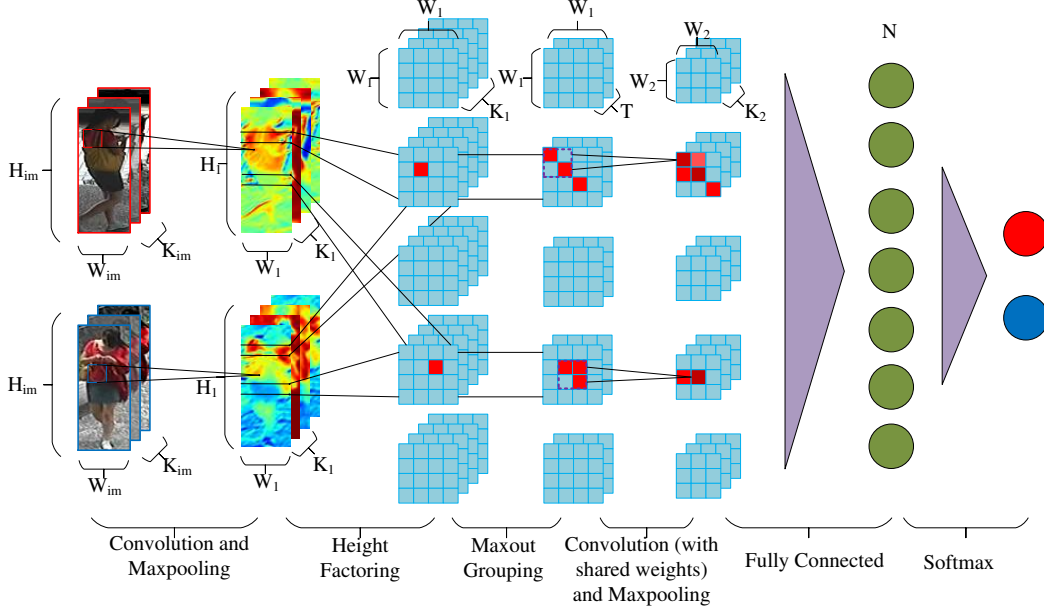 W₁
W₁
W₂
N
W₁
W₁
W₂
K₁
T
K₂
Hᵢₘ
H₁
Wᵢₘ
Kᵢₘ
W₁
K₁
Hᵢₘ
H₁
Wᵢₘ
Kᵢₘ
W₁
K₁
Convolution and
Maxpooling
Height
Factoring
Maxout
Grouping
Convolution (with
shared weights)
and Maxpooling
Fully Connected
Softmax